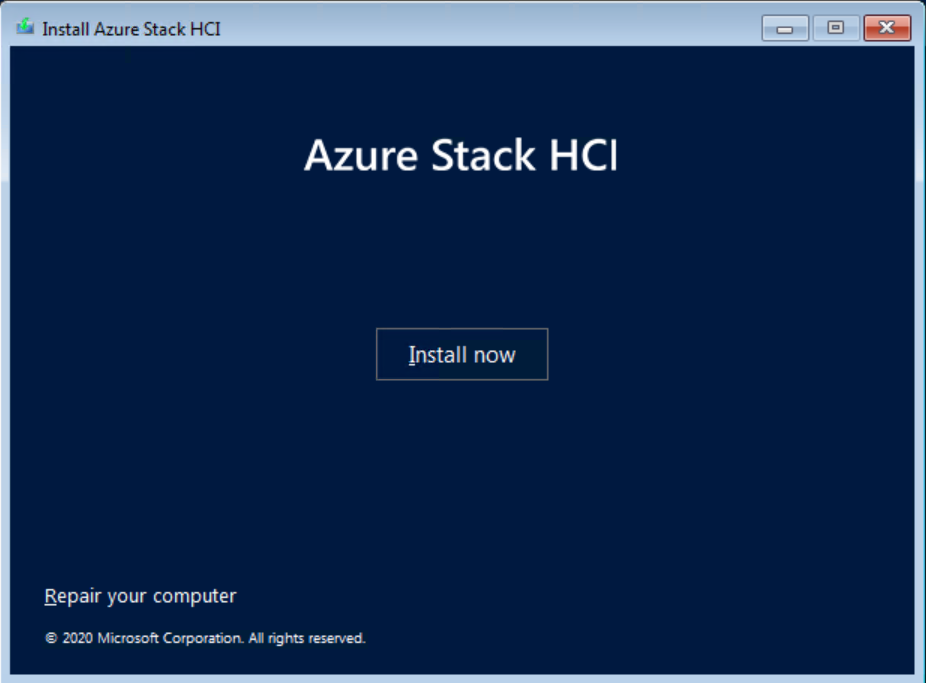 Install Azure Stack HCI
Azure Stack HCI
Install now
Repair your computer
© 2020 Microsoft Corporation. All rights reserved.